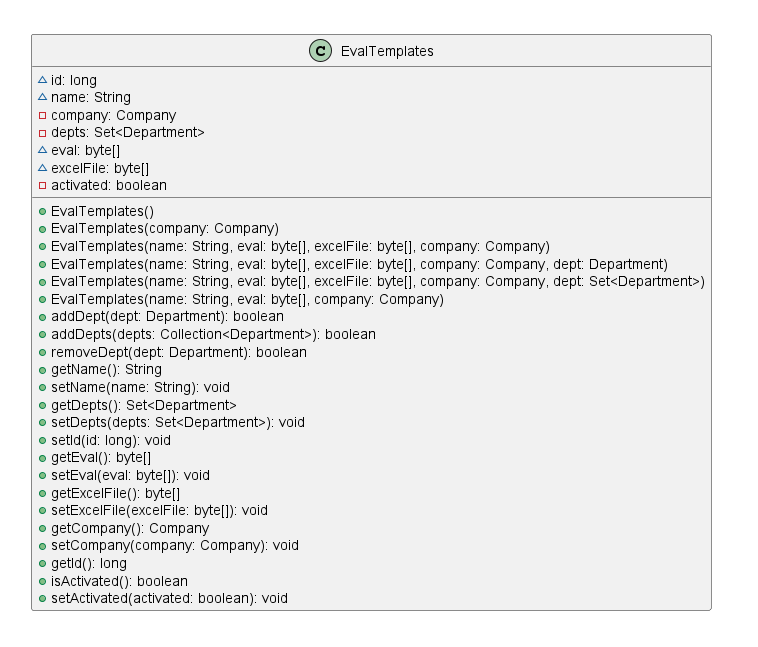 C EvalTemplates
id: long
name: String
company: Company
depts: Set<Department>
eval: byte[]
excelFile: byte[]
activated: boolean
EvalTemplates()
EvalTemplates(company: Company)
EvalTemplates(name: String, eval: byte[], excelFile: byte[], company: Company)
EvalTemplates(name: String, eval: byte[], excelFile: byte[], company: Company, dept: Department)
EvalTemplates(name: String, eval: byte[], excelFile: byte[], company: Company, dept: Set<Department>)
EvalTemplates(name: String, eval: byte[], company: Company)
addDept(dept: Department): boolean
addDepts(depts: Collection<Department>): boolean
removeDept(dept: Department): boolean
getName(): String
setName(name: String): void
getDepts(): Set<Department>
setDepts(depts: Set<Department>): void
setId(id: long): void
getEval(): byte[]
setEval(eval: byte[]): void
getExcelFile(): byte[]
setExcelFile(excelFile: byte[]): void
getCompany(): Company
setCompany(company: Company): void
getId(): long
isActivated(): boolean
setActivated(activated: boolean): void